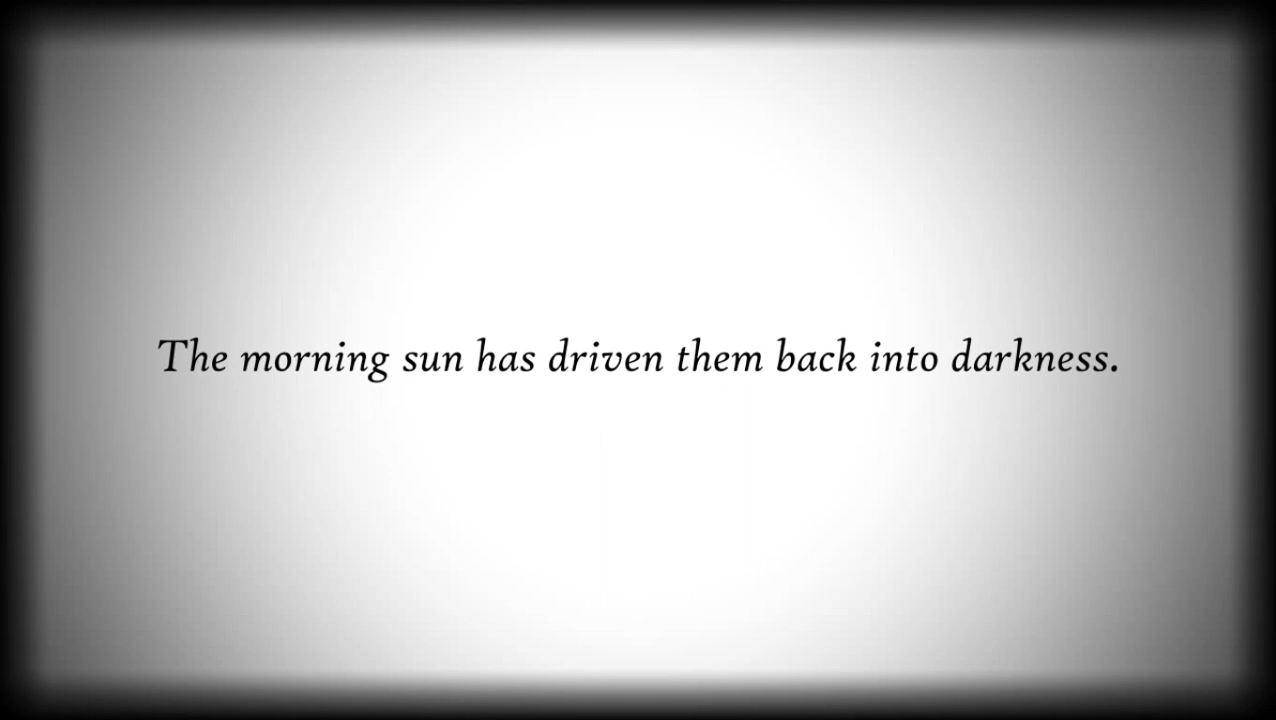 The morning sun has driven them back into darkness.